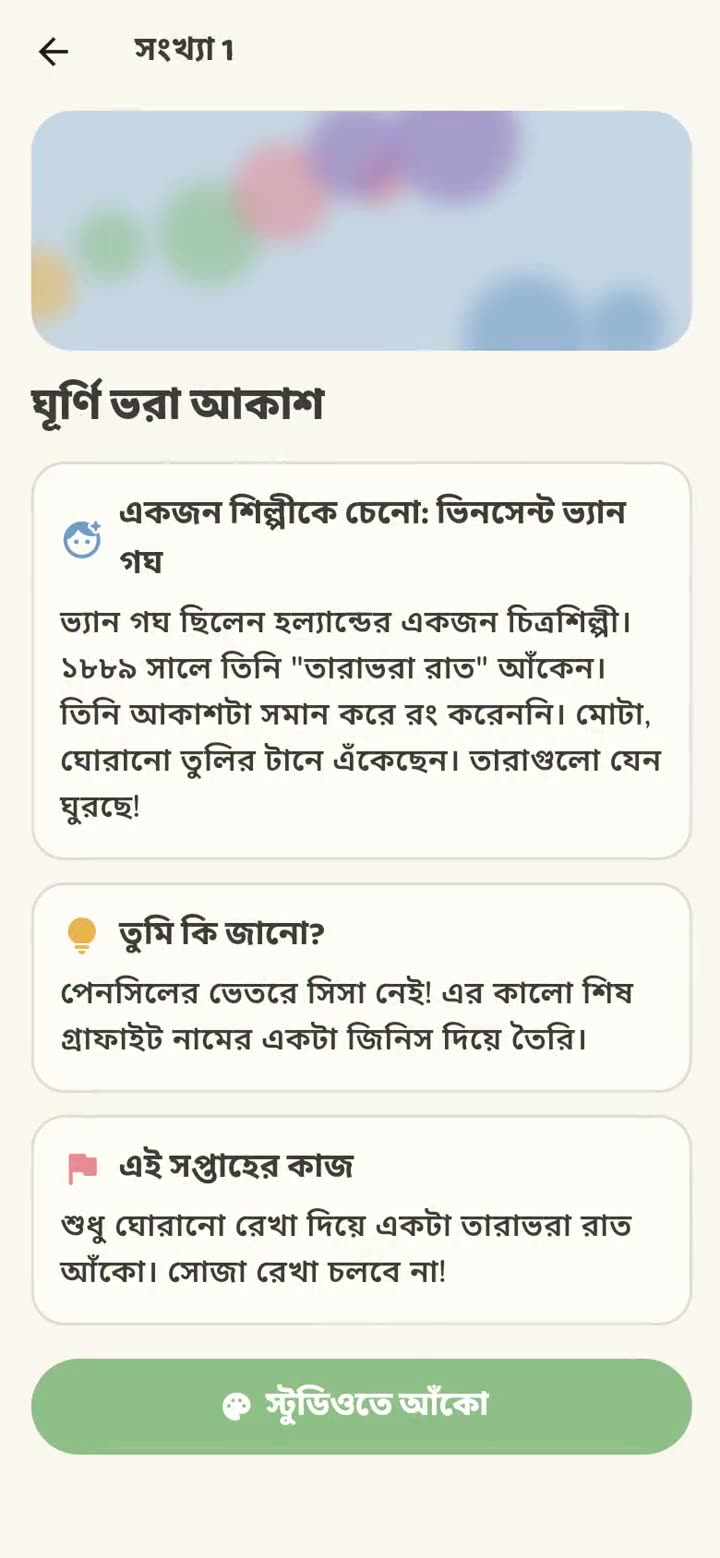 সংখ্যা 1
ঘূর্ণি ভরা আকাশ
একজন শিল্পীকে চেনো: ভিনসেন্ট ভ্যান
গঘ
ভ্যান গঘ ছিলেন হল্যান্ডের একজন চিত্রশিল্পী।
১৮৮৯ সালে তিনি "তারাভরা রাত" আঁকেন।
তিনি আকাশটা সমান করে রং করেননি। মোটা,
ঘোরানো তুলির টানে এঁকেছেন। তারাগুলো যেন
ঘুরছে!
তুমি কি জানো?
পেনসিলের ভেতরে সিসা নেই! এর কালো শিষ
গ্রাফাইট নামের একটা জিনিস দিয়ে তৈরি।
এই সপ্তাহের কাজ
শুধু ঘোরানো রেখা দিয়ে একটা তারাভরা রাত
আঁকো। সোজা রেখা চলবে না!
স্টুডিওতে আঁকো